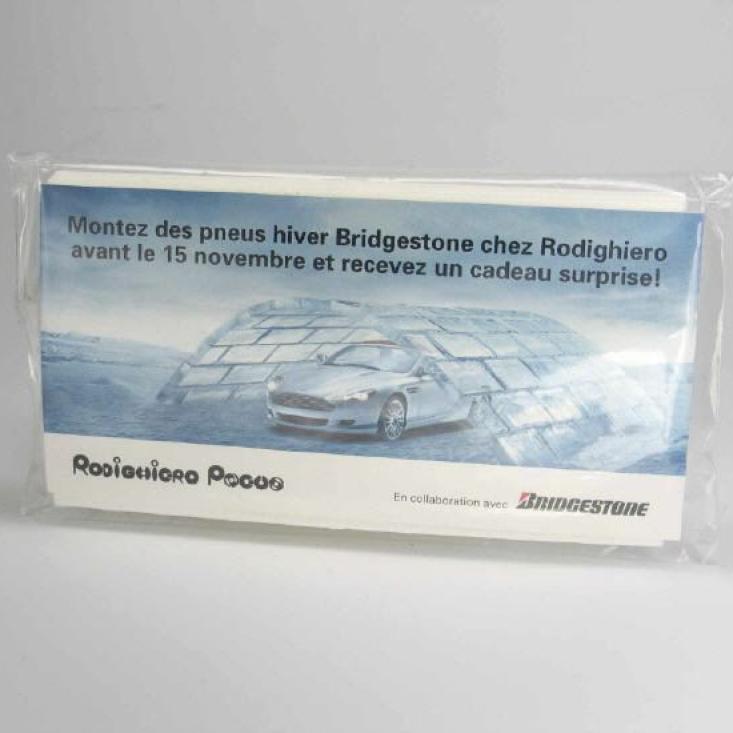 Montez des pneus hiver Bridgestone chez Rodighiero
avant le 15 novembre et recevez un cadeau surprise!
Rodighiero Pneus
En collaboration avec BRIDGESTONE